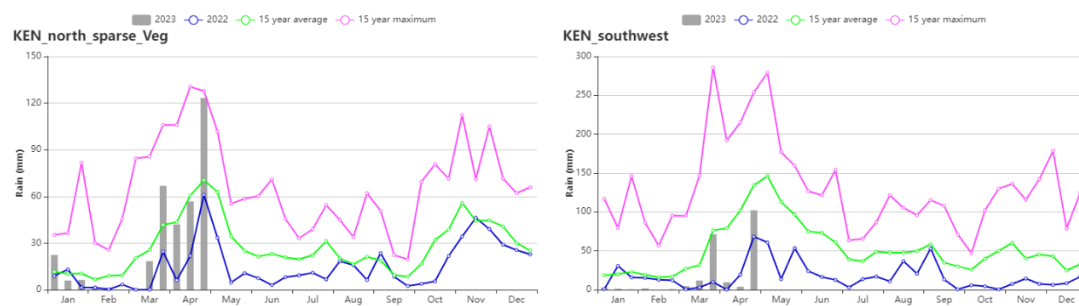 2023 2022 15 year average 15 year maximum
KEN_north_sparse_Veg
Rain (mm)
150
120
90
60
30
0
Jan Feb Mar Apr May Jun Jul Aug Sep Oct Nov Dec
2023 2022 15 year average 15 year maximum
KEN_southwest
Rain (mm)
300
250
200
150
100
50
0
Jan Feb Mar Apr May Jun Jul Aug Sep Oct Nov Dec